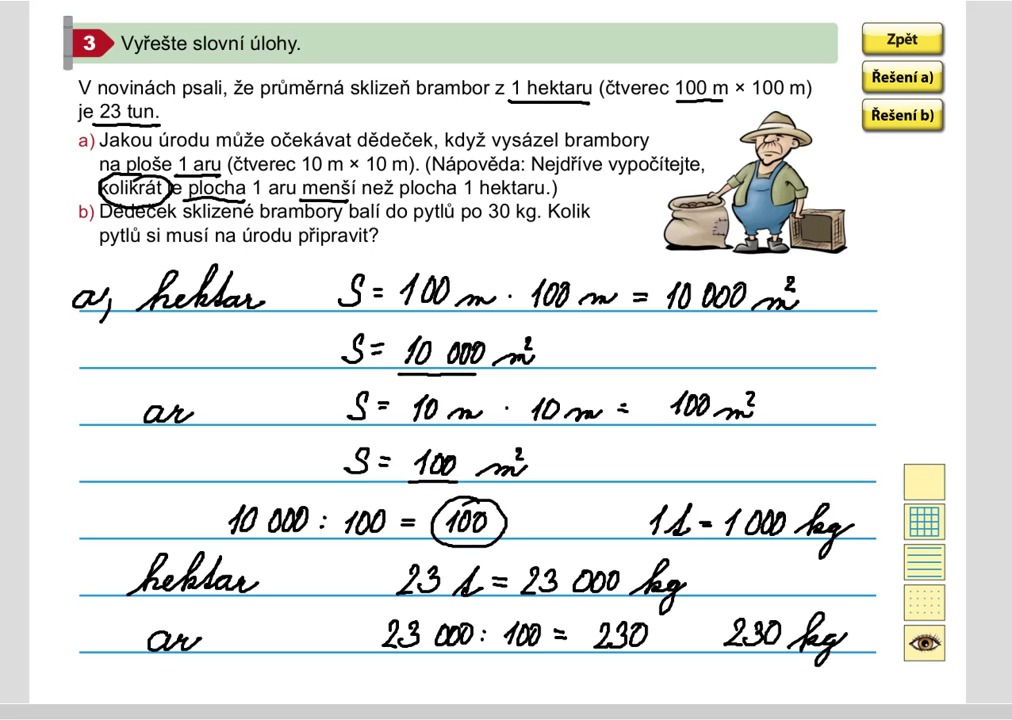 3 Vyřešte slovní úlohy.
Zpět
Řešení a)
Řešení b)
V novinách psali, že průměrná sklizeň brambor z 1 hektaru (čtverec 100 m × 100 m)
je 23 tun.
a) Jakou úrodu může očekávat dědeček, když vysázel brambory
na ploše 1 aru (čtverec 10 m × 10 m). (Nápověda: Nejdříve vypočítejte,
kolikrát je plocha 1 aru menší než plocha 1 hektaru.)
b) Dědeček sklizené brambory balí do pytlů po 30 kg. Kolik
pytlů si musí na úrodu připravit?
a, hektar S = 100 m · 100 m = 10 000 m²
S = 10 000 m²
ar S = 10 m · 10 m = 100 m²
S = 100 m²
10 000 : 100 = 100 1 t = 1 000 kg
hektar 23 t = 23 000 kg
ar 23 000 : 100 = 230 230 kg